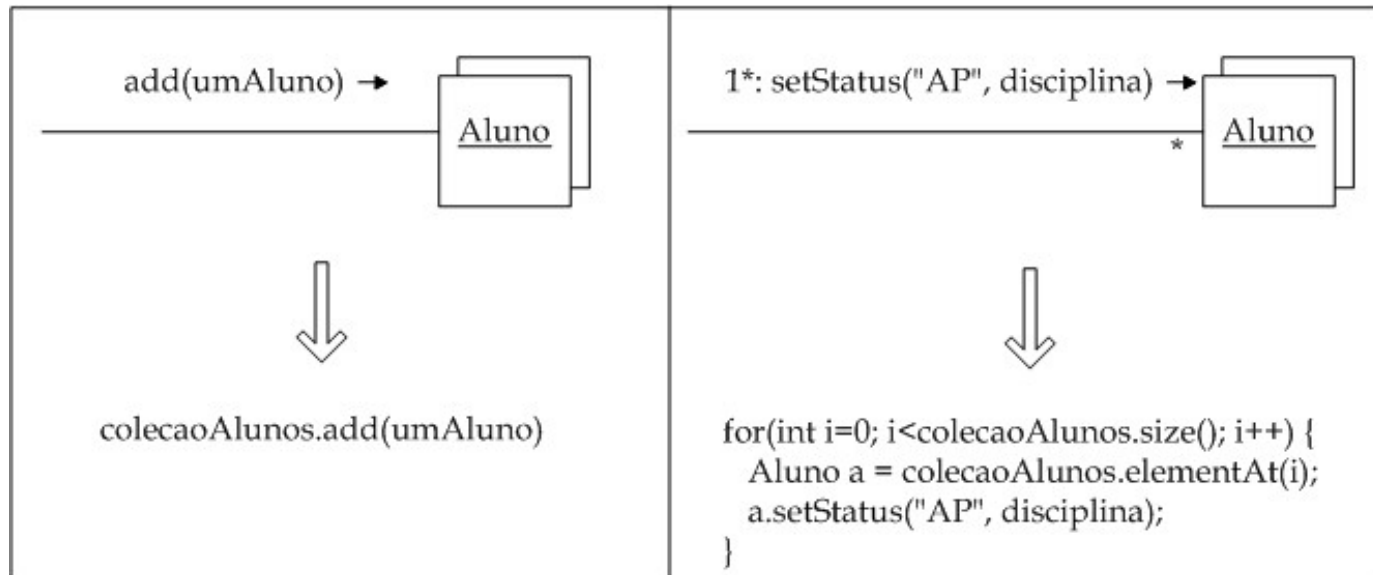 add(umAluno) →
Aluno
colecaoAlunos.add(umAluno)
1*: setStatus("AP", disciplina) →
Aluno
*
for(int i=0; i<colecaoAlunos.size(); i++) {
Aluno a = colecaoAlunos.elementAt(i);
a.setStatus("AP", disciplina);
}